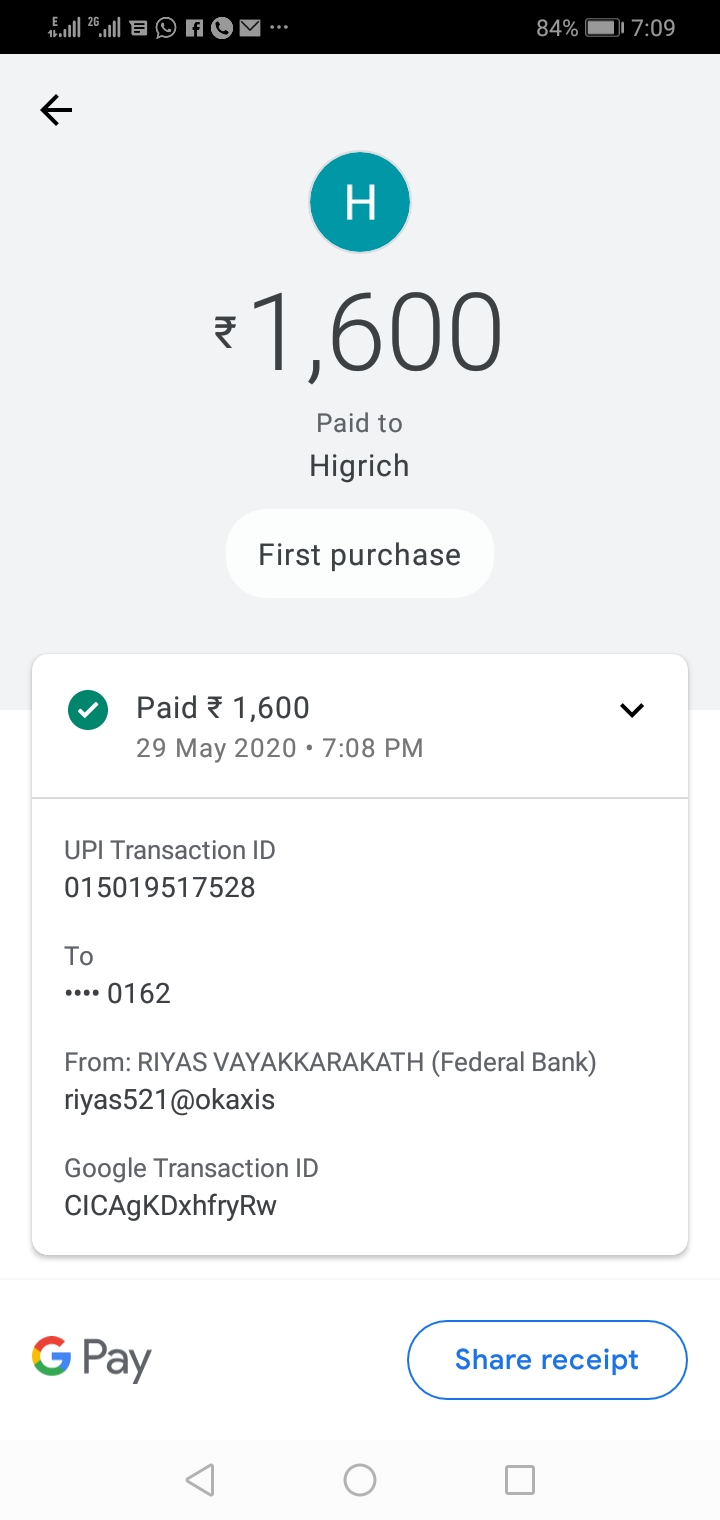 E 2G 84% 7:09
H
₹1,600
Paid to
Higrich
First purchase
Paid ₹ 1,600
29 May 2020 • 7:08 PM
UPI Transaction ID
015019517528
To
•••• 0162
From: RIYAS VAYAKKARAKATH (Federal Bank)
riyas521@okaxis
Google Transaction ID
CICAgKDxhfryRw
G Pay
Share receipt